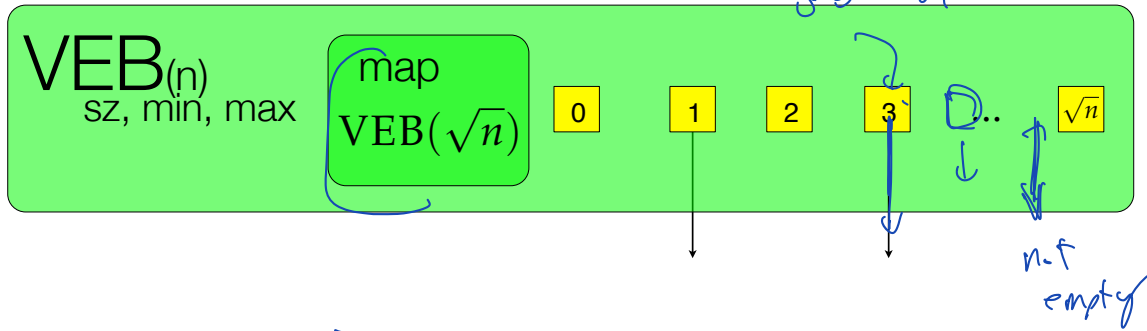 VEB(n)
sz, min, max
map
VEB(√n)
0
1
2
3
...
√n
not
empty